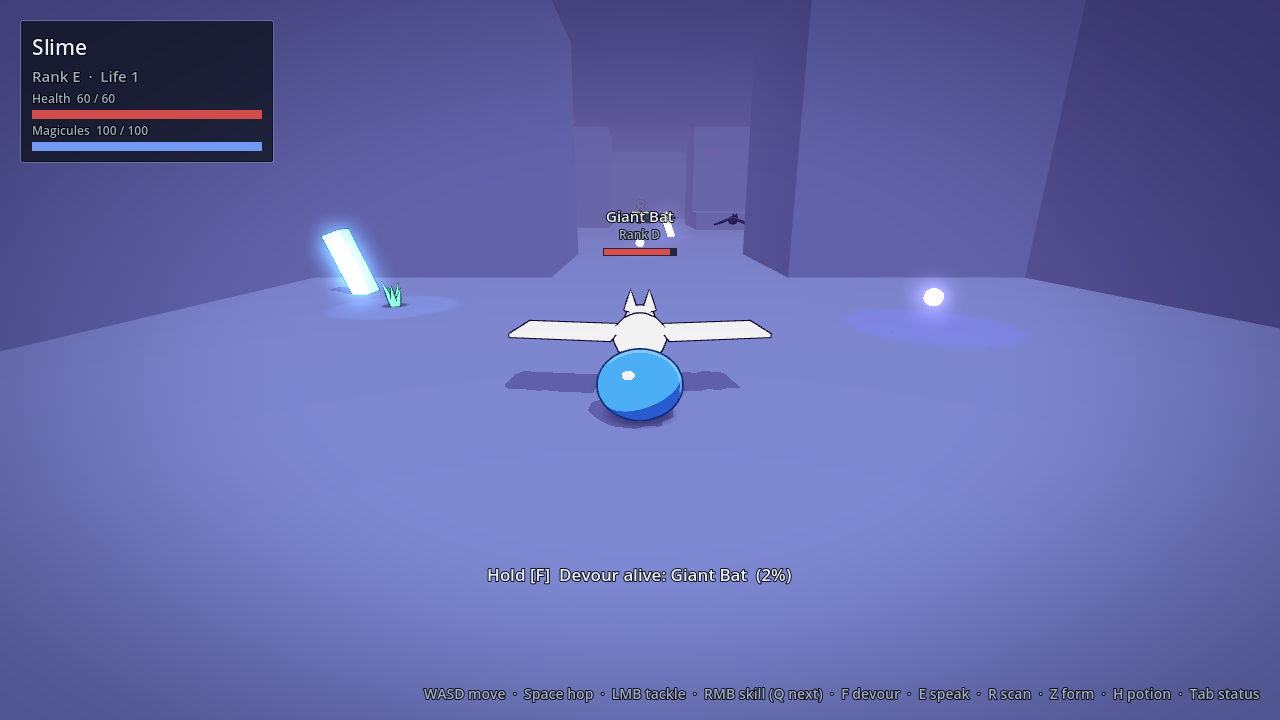 Slime
Rank E · Life 1
Health 60 / 60
Magicules 100 / 100
Giant Bat
Rank D
Hold [F] Devour alive: Giant Bat (2%)
WASD move · Space hop · LMB tackle · RMB skill (Q next) · F devour · E speak · R scan · Z form · H potion · Tab status